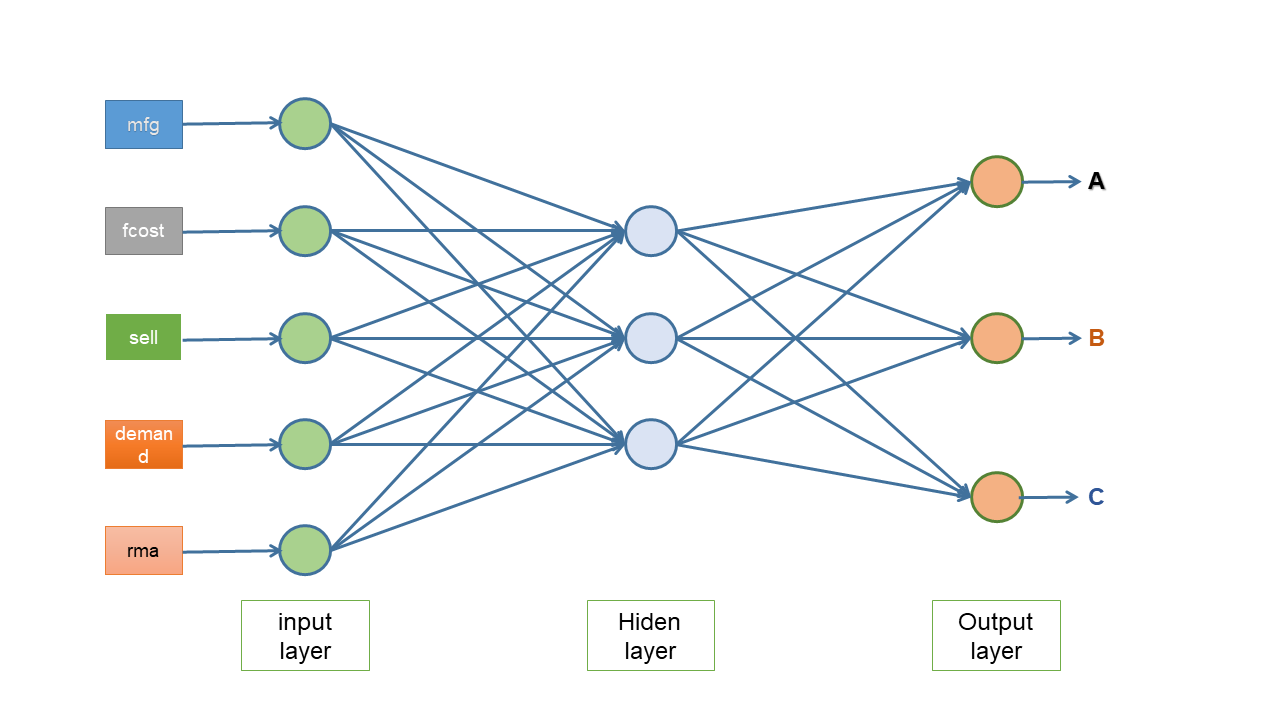 mfg
fcost
sell
deman
d
rma
A
B
C
input
layer
Hiden
layer
Output
layer